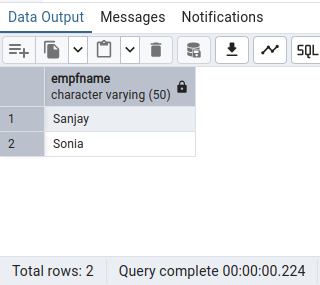 Data Output Messages Notifications
SQL
empfname
character varying (50)
1 Sanjay
2 Sonia
Total rows: 2 Query complete 00:00:00.224